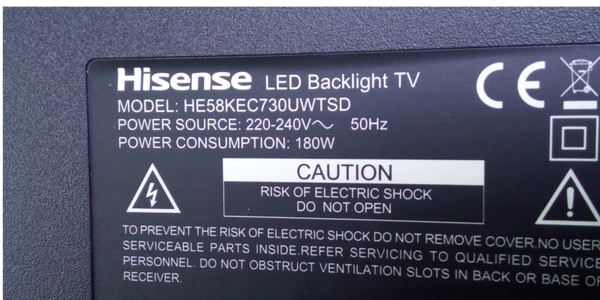 Hisense LED Backlight TV
MODEL: HE58KEC730UWTSD
POWER SOURCE: 220-240V～ 50Hz
POWER CONSUMPTION: 180W
CAUTION
RISK OF ELECTRIC SHOCK
DO NOT OPEN
TO PREVENT THE RISK OF ELECTRIC SHOCK DO NOT REMOVE COVER.NO USER
SERVICEABLE PARTS INSIDE.REFER SERVICING TO QUALIFIED SERVICE
PERSONNEL. DO NOT OBSTRUCT VENTILATION SLOTS IN BACK OR BASE OF
RECEIVER.
CE